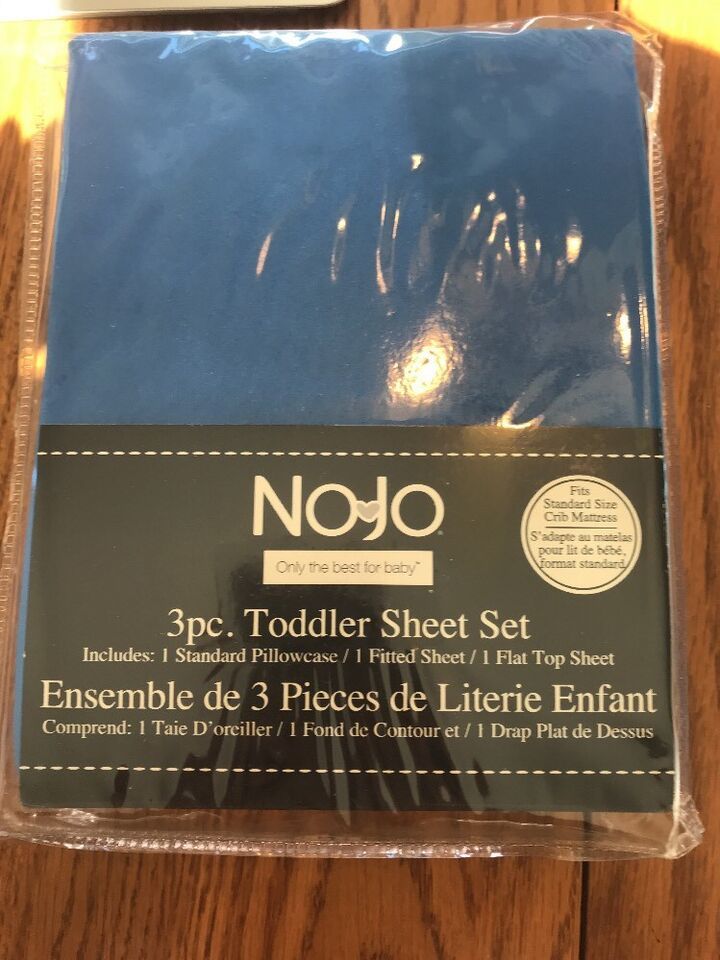 NoJo
Only the best for baby™
Fits
Standard Size
Crib Mattress
S'adapte au matelas
pour lit de bébé,
format standard
3pc. Toddler Sheet Set
Includes: 1 Standard Pillowcase / 1 Fitted Sheet / 1 Flat Top Sheet
Ensemble de 3 Pieces de Literie Enfant
Comprend: 1 Taie D'oreiller / 1 Fond de Contour et / 1 Drap Plat de Dessus